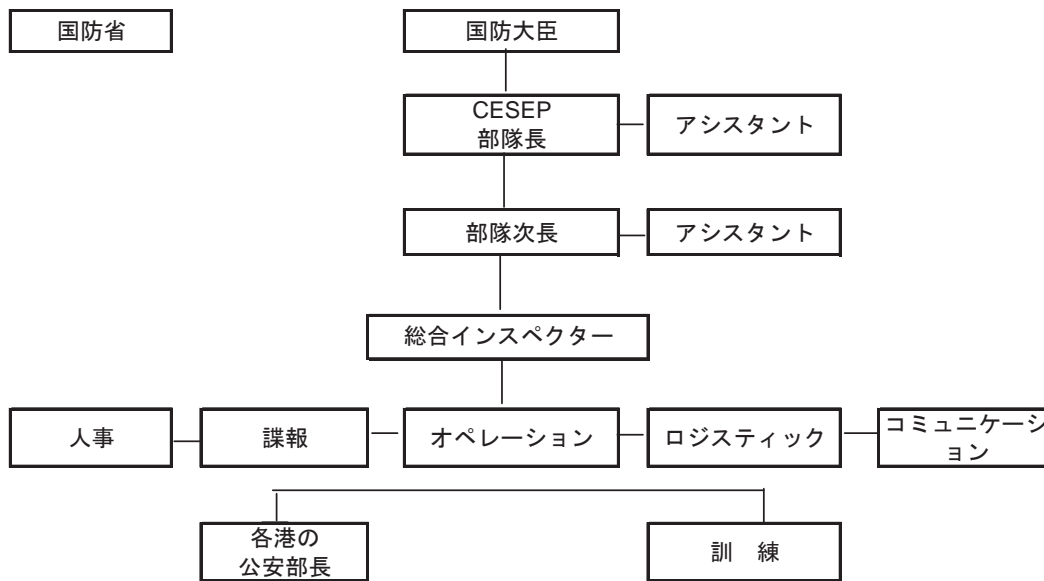 国防省
国防大臣
CESEP
部隊長
アシスタント
部隊次長
アシスタント
総合インスペクター
人事
諜報
オペレーション
ロジスティック
コミュニケーシ
ョン
各港の
公安部長
訓　練